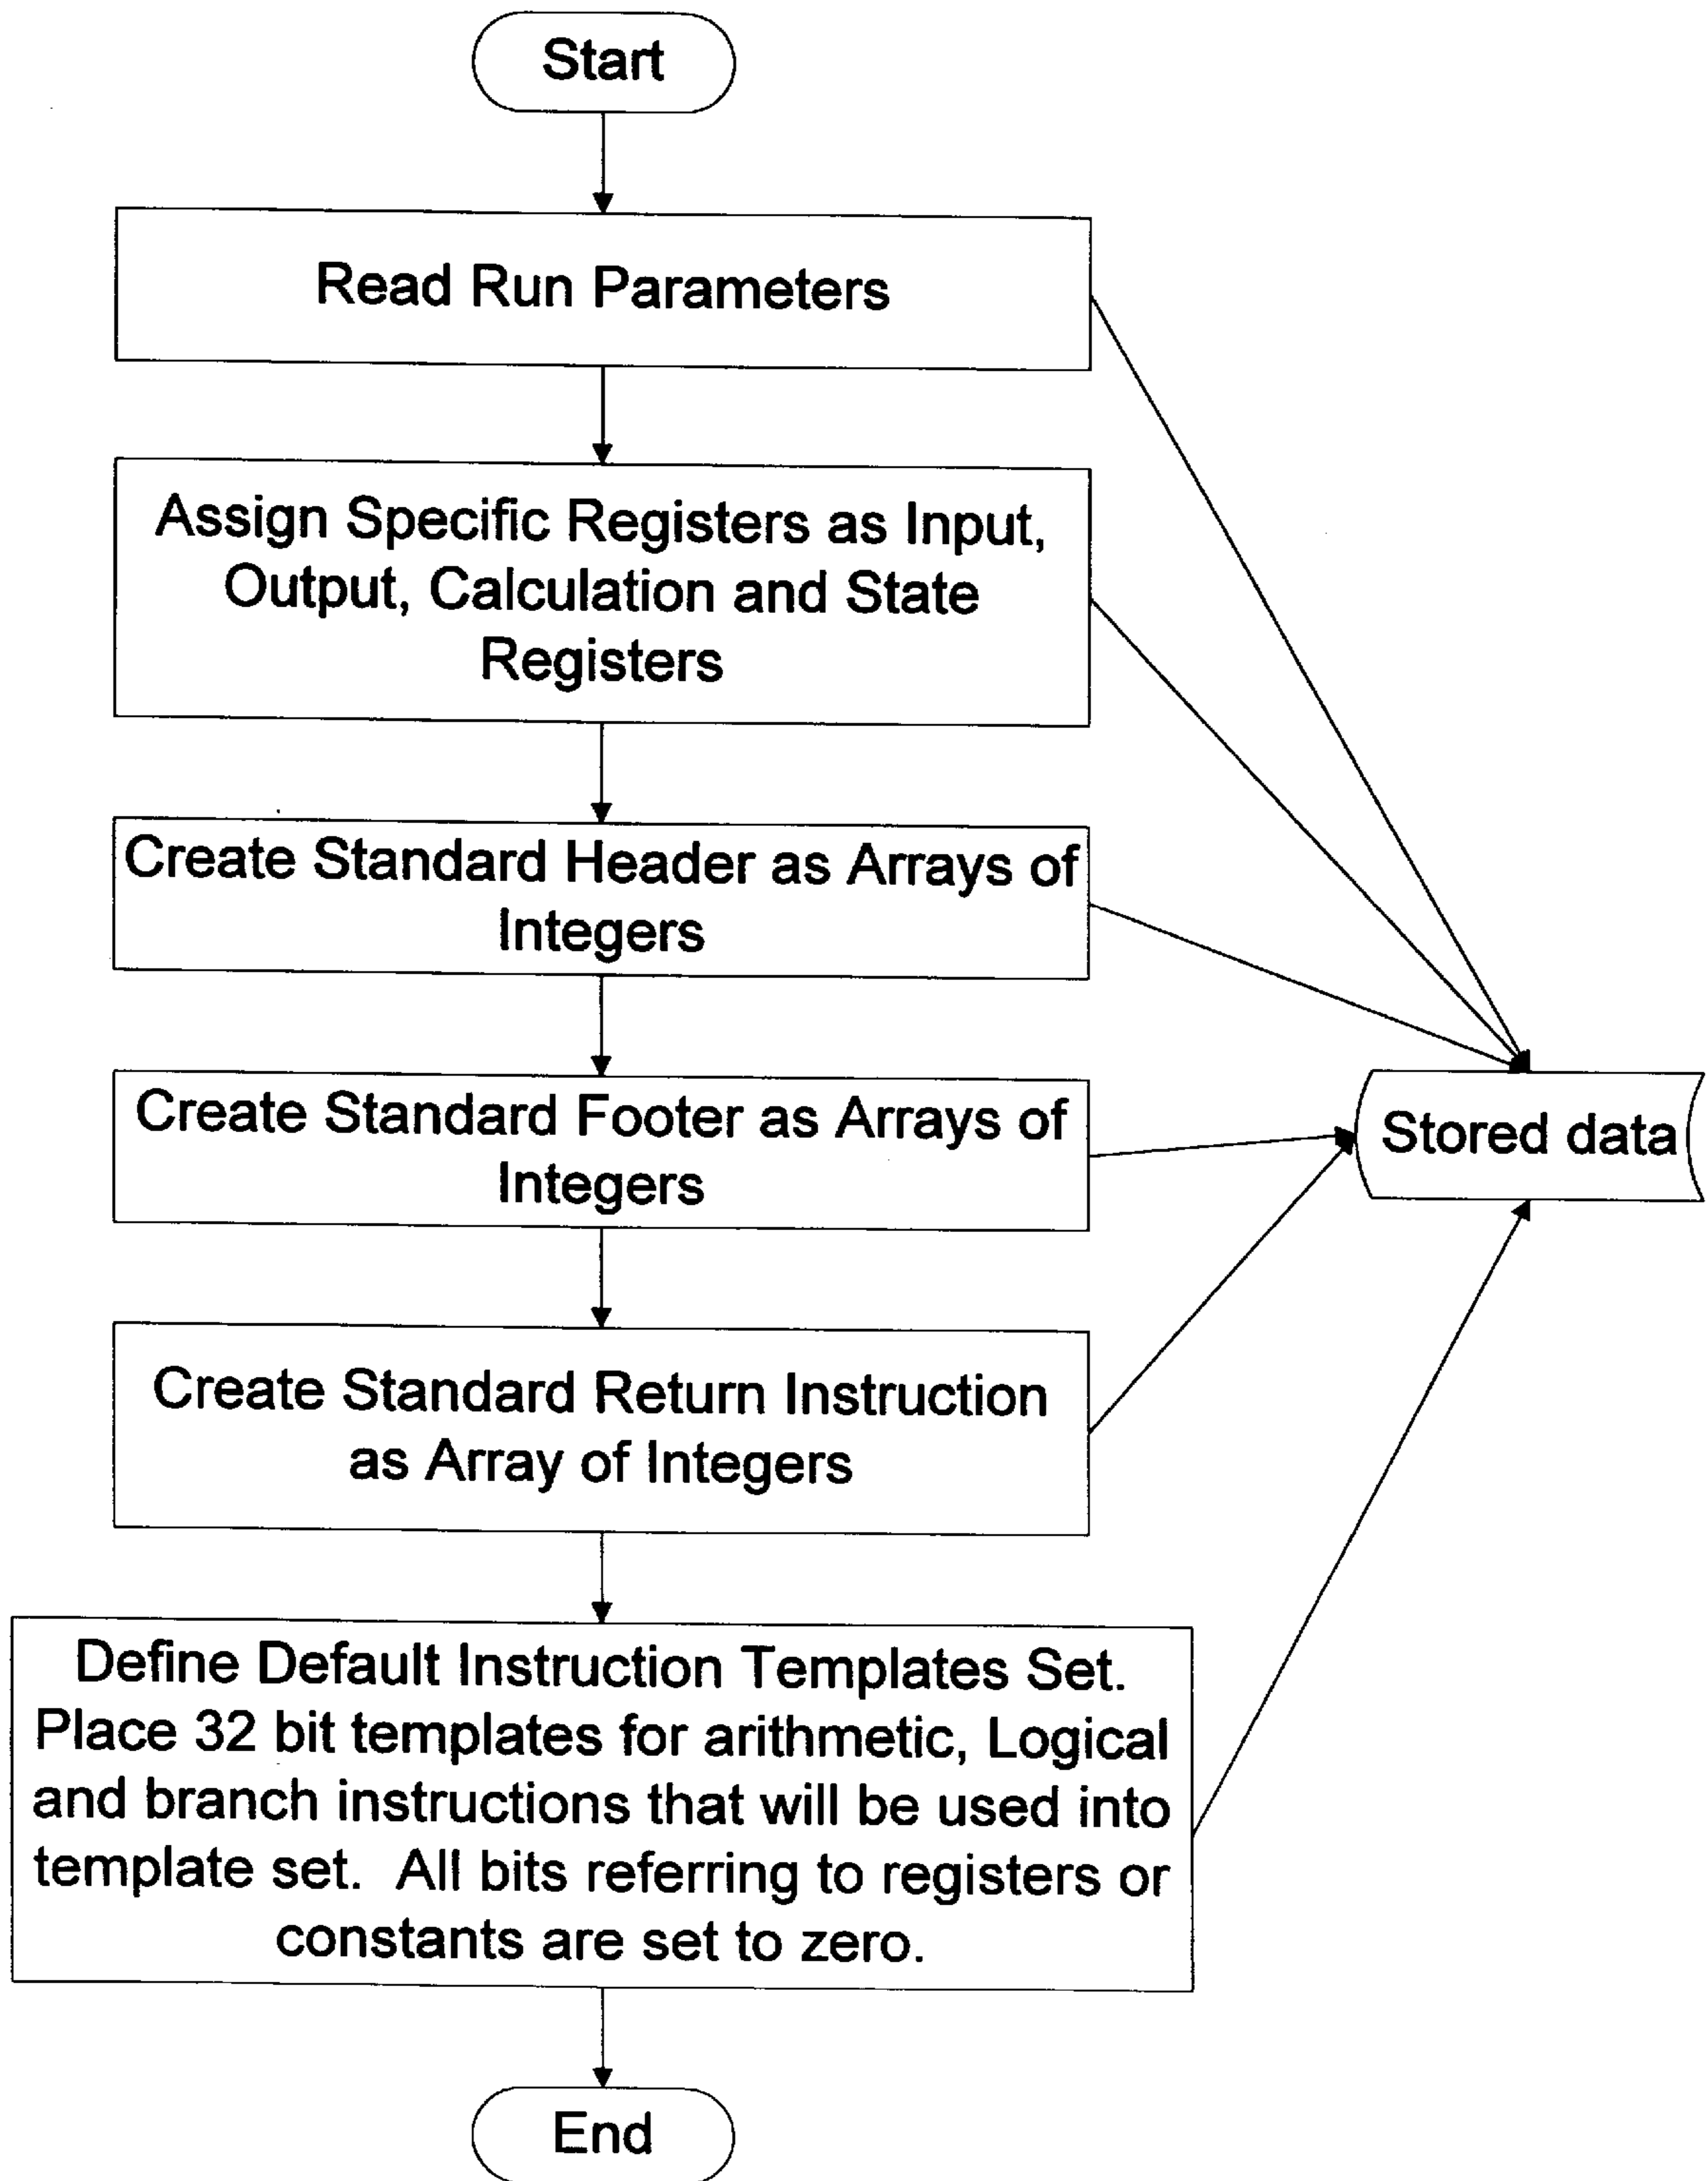 Start
Read Run Parameters
Assign Specific Registers as Input,
Output, Calculation and State
Registers
Create Standard Header as Arrays of
Integers
Create Standard Footer as Arrays of
Integers
Stored data
Create Standard Return Instruction
as Array of Integers
Define Default Instruction Templates Set.
Place 32 bit templates for arithmetic, Logical
and branch instructions that will be used into
template set.  All bits referring to registers or
constants are set to zero.
End